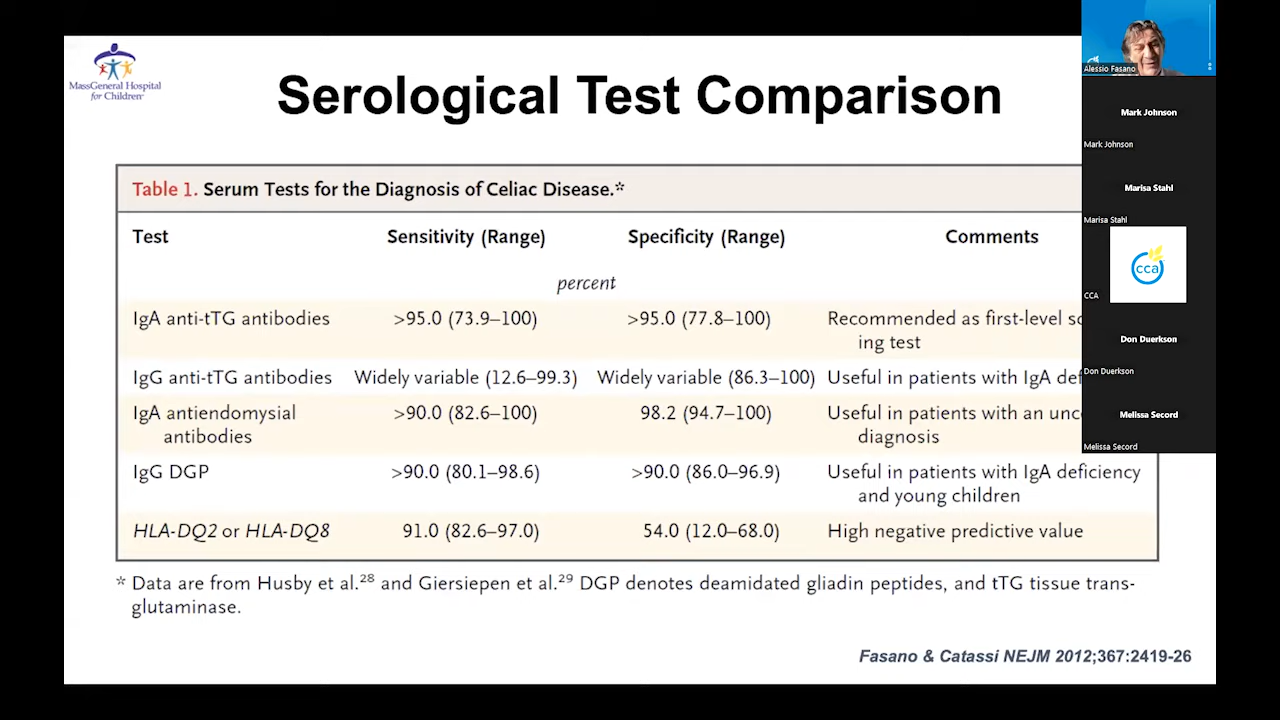 MassGeneral Hospital
for Children
Serological Test Comparison
Table 1. Serum Tests for the Diagnosis of Celiac Disease.*
Test Sensitivity (Range) Specificity (Range) Comments
percent
IgA anti-tTG antibodies >95.0 (73.9–100) >95.0 (77.8–100) Recommended as first-level
ing test
IgG anti-tTG antibodies Widely variable (12.6–99.3) Widely variable (86.3–100) Useful in patients with IgA
IgA antiendomysial >90.0 (82.6–100) 98.2 (94.7–100) Useful in patients with an
antibodies diagnosis
IgG DGP >90.0 (80.1–98.6) >90.0 (86.0–96.9) Useful in patients with IgA deficiency
and young children
HLA-DQ2 or HLA-DQ8 91.0 (82.6–97.0) 54.0 (12.0–68.0) High negative predictive value
* Data are from Husby et al.28 and Giersiepen et al.29 DGP denotes deamidated gliadin peptides, and tTG tissue trans-
glutaminase.
Fasano & Catassi NEJM 2012;367:2419-26
Alessio Fasano
Mark Johnson
Mark Johnson
Marisa Stahl
Marisa Stahl
cca
CCA
Don Duerkson
Don Duerkson
Melissa Secord
Melissa Secord